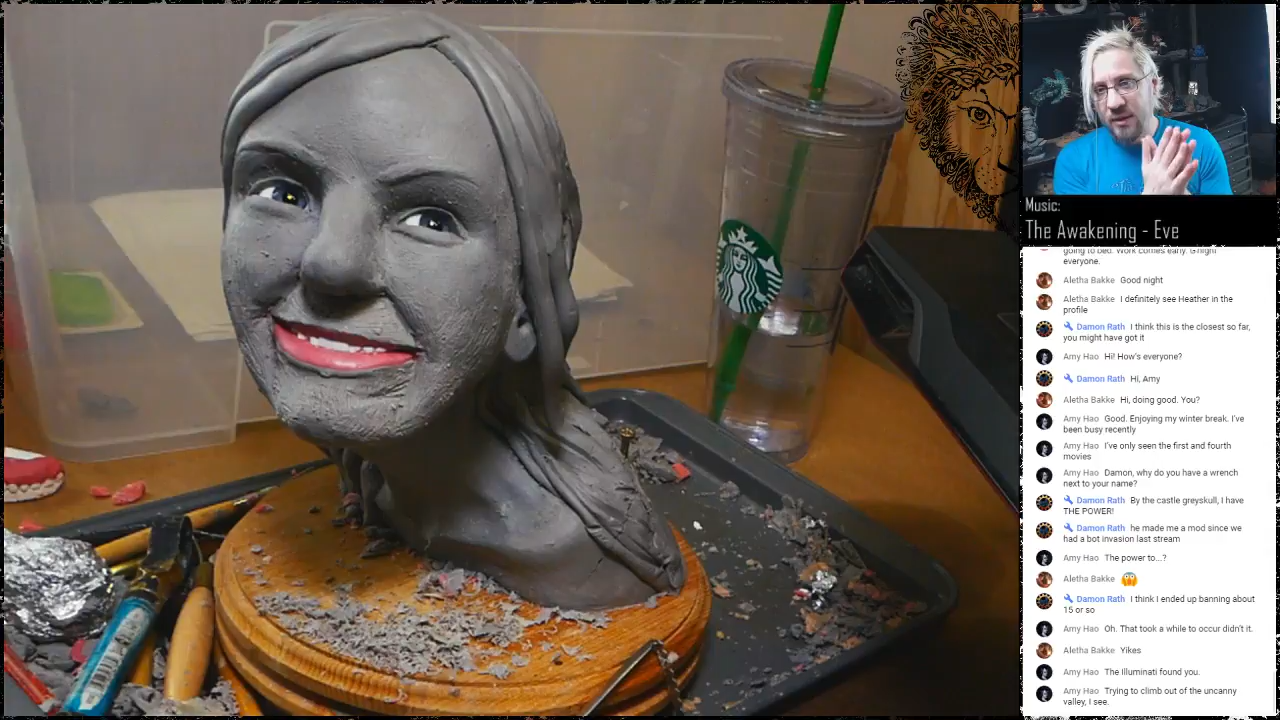 Music:
The Awakening - Eve
going to bed. Work comes early. G'night
everyone.
Aletha Bakke Good night
Aletha Bakke I definitely see Heather in the
profile
Damon Rath I think this is the closest so far,
you might have got it
Amy Hao Hi! How's everyone?
Damon Rath Hi, Amy
Aletha Bakke Hi, doing good. You?
Amy Hao Good. Enjoying my winter break. I've
been busy recently
Amy Hao I've only seen the first and fourth
movies
Amy Hao Damon, why do you have a wrench
next to your name?
Damon Rath By the castle greyskull, I have
THE POWER!
Damon Rath he made me a mod since we
had a bot invasion last stream
Amy Hao The power to...?
Aletha Bakke 😱
Damon Rath I think I ended up banning about
15 or so
Amy Hao Oh. That took a while to occur didn't it.
Aletha Bakke Yikes
Amy Hao The Illuminati found you.
Amy Hao Trying to climb out of the uncanny
valley, I see.